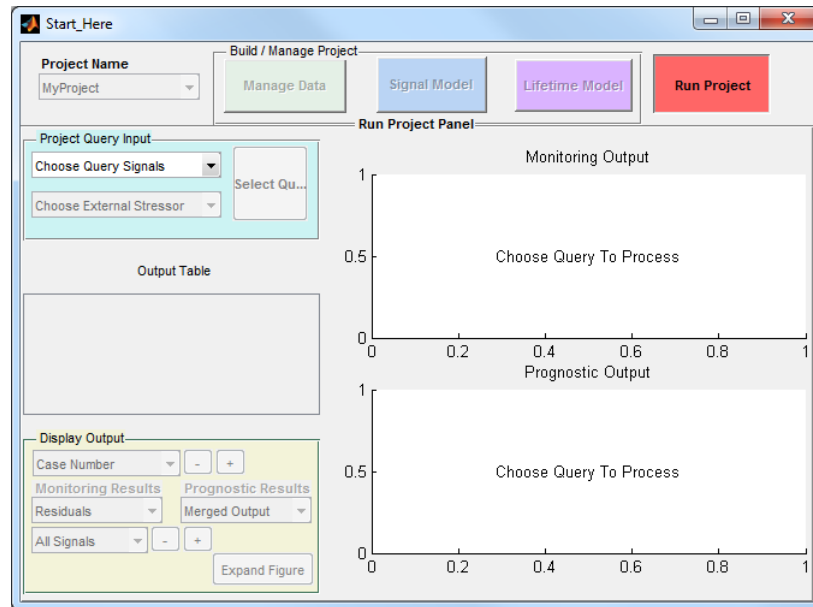 Start_Here
Project Name
MyProject
Build / Manage Project
Manage Data
Signal Model
Lifetime Model
Run Project
Run Project Panel
Project Query Input
Choose Query Signals
Select Qu...
Choose External Stressor
Output Table
Display Output
Case Number
-
+
Monitoring Results
Prognostic Results
Residuals
Merged Output
All Signals
-
+
Expand Figure
Monitoring Output
1
0.5
0
Choose Query To Process
0 0.2 0.4 0.6 0.8 1
Prognostic Output
1
0.5
0
Choose Query To Process
0 0.2 0.4 0.6 0.8 1